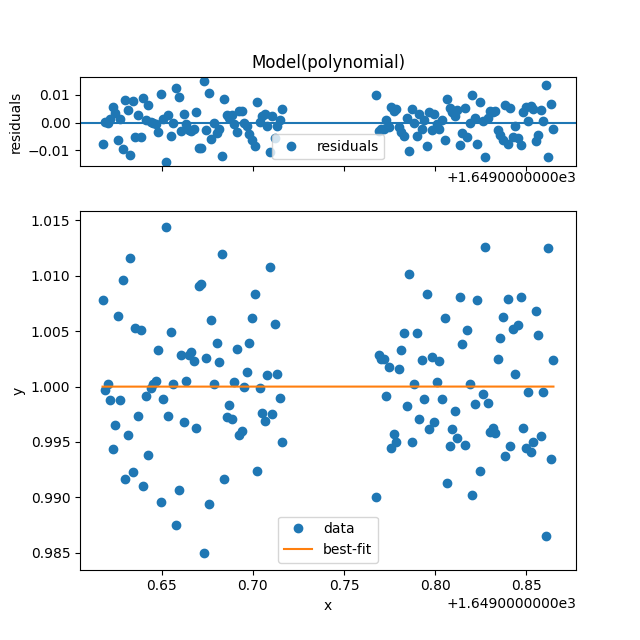 Model(polynomial)
residuals
0.01
0.00
−0.01
residuals
+1.6490000000e3
y
1.015
1.010
1.005
1.000
0.995
0.990
0.985
data
best-fit
0.65 0.70 0.75 0.80 0.85
x
+1.6490000000e3